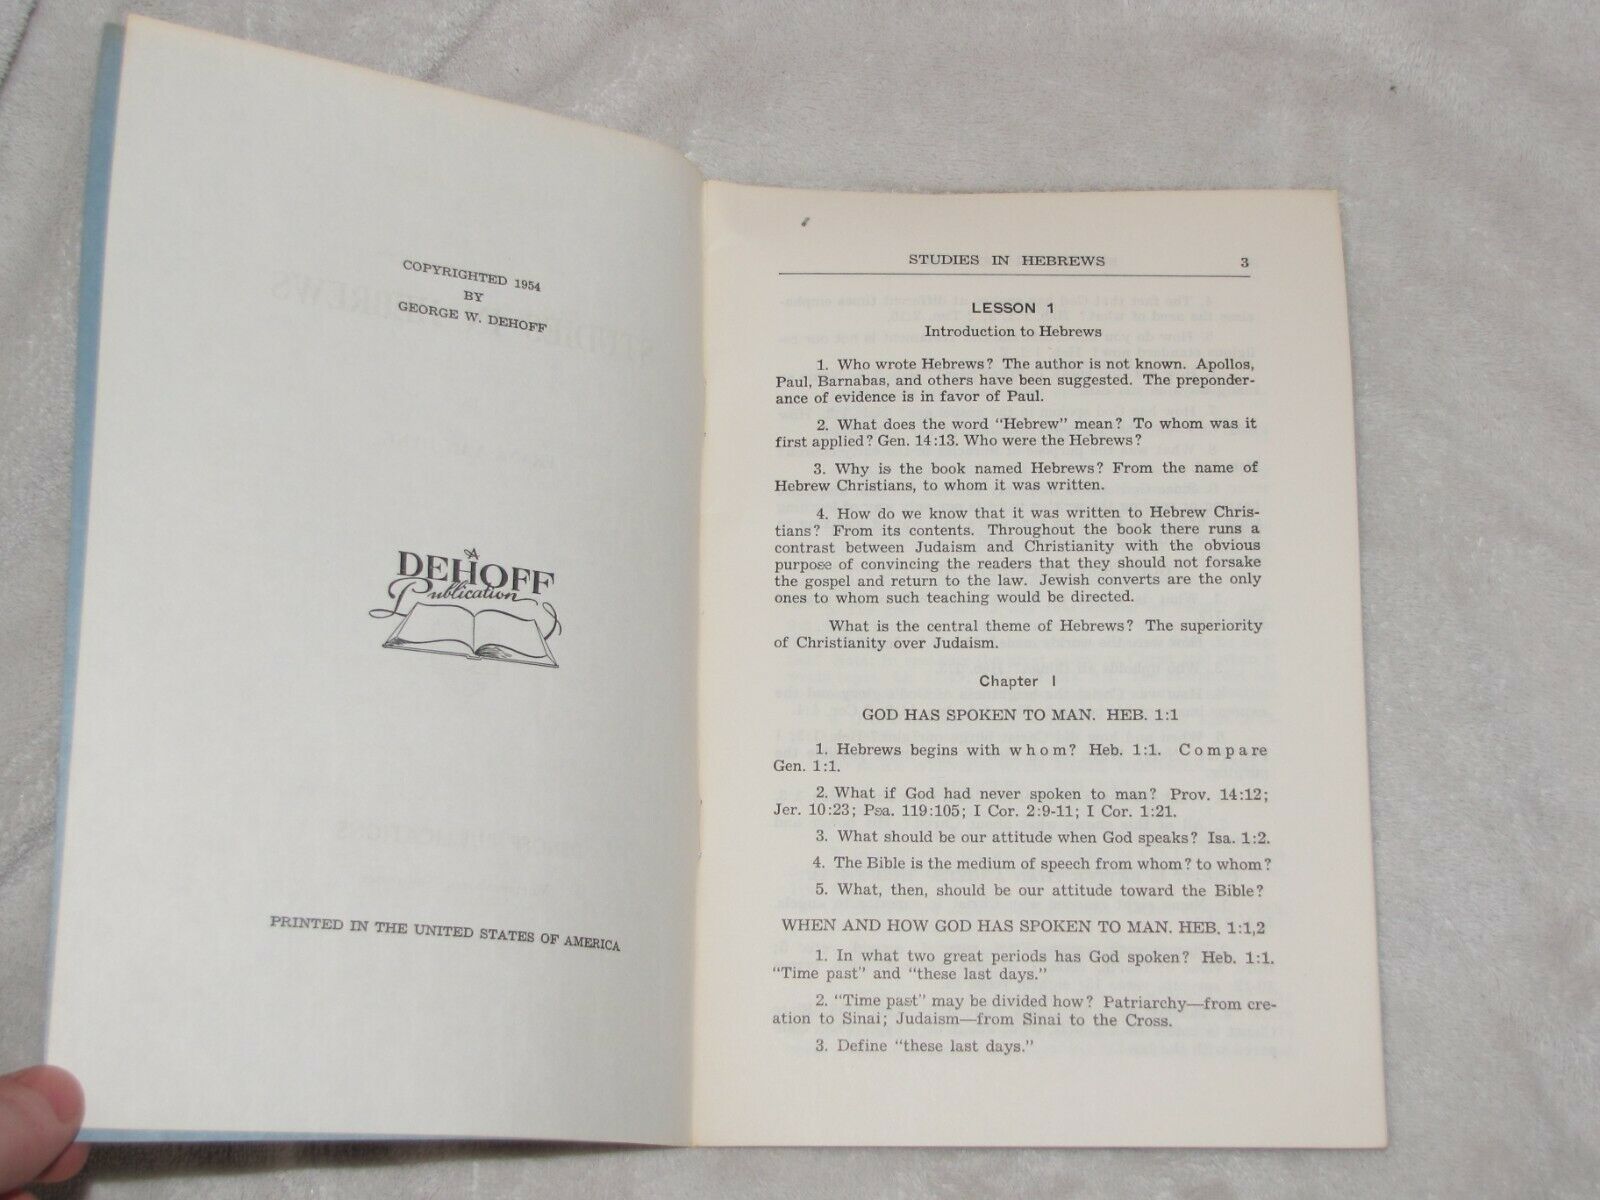 COPYRIGHTED 1954
BY
GEORGE W. DEHOFF
A
DEHOFF
Publication
PRINTED IN THE UNITED STATES OF AMERICA
STUDIES IN HEBREWS 3
LESSON 1
Introduction to Hebrews
1. Who wrote Hebrews? The author is not known. Apollos,
Paul, Barnabas, and others have been suggested. The preponder-
ance of evidence is in favor of Paul.
2. What does the word "Hebrew" mean? To whom was it
first applied? Gen. 14:13. Who were the Hebrews?
3. Why is the book named Hebrews? From the name of
Hebrew Christians, to whom it was written.
4. How do we know that it was written to Hebrew Chris-
tians? From its contents. Throughout the book there runs a
contrast between Judaism and Christianity with the obvious
purpose of convincing the readers that they should not forsake
the gospel and return to the law. Jewish converts are the only
ones to whom such teaching would be directed.
What is the central theme of Hebrews? The superiority
of Christianity over Judaism.
Chapter I
GOD HAS SPOKEN TO MAN. HEB. 1:1
1. Hebrews begins with whom? Heb. 1:1. Compare
Gen. 1:1.
2. What if God had never spoken to man? Prov. 14:12;
Jer. 10:23; Psa. 119:105; I Cor. 2:9-11; I Cor. 1:21.
3. What should be our attitude when God speaks? Isa. 1:2.
4. The Bible is the medium of speech from whom? to whom?
5. What, then, should be our attitude toward the Bible?
WHEN AND HOW GOD HAS SPOKEN TO MAN. HEB. 1:1,2
1. In what two great periods has God spoken? Heb. 1:1.
"Time past" and "these last days."
2. "Time past" may be divided how? Patriarchy—from cre-
ation to Sinai; Judaism—from Sinai to the Cross.
3. Define "these last days."